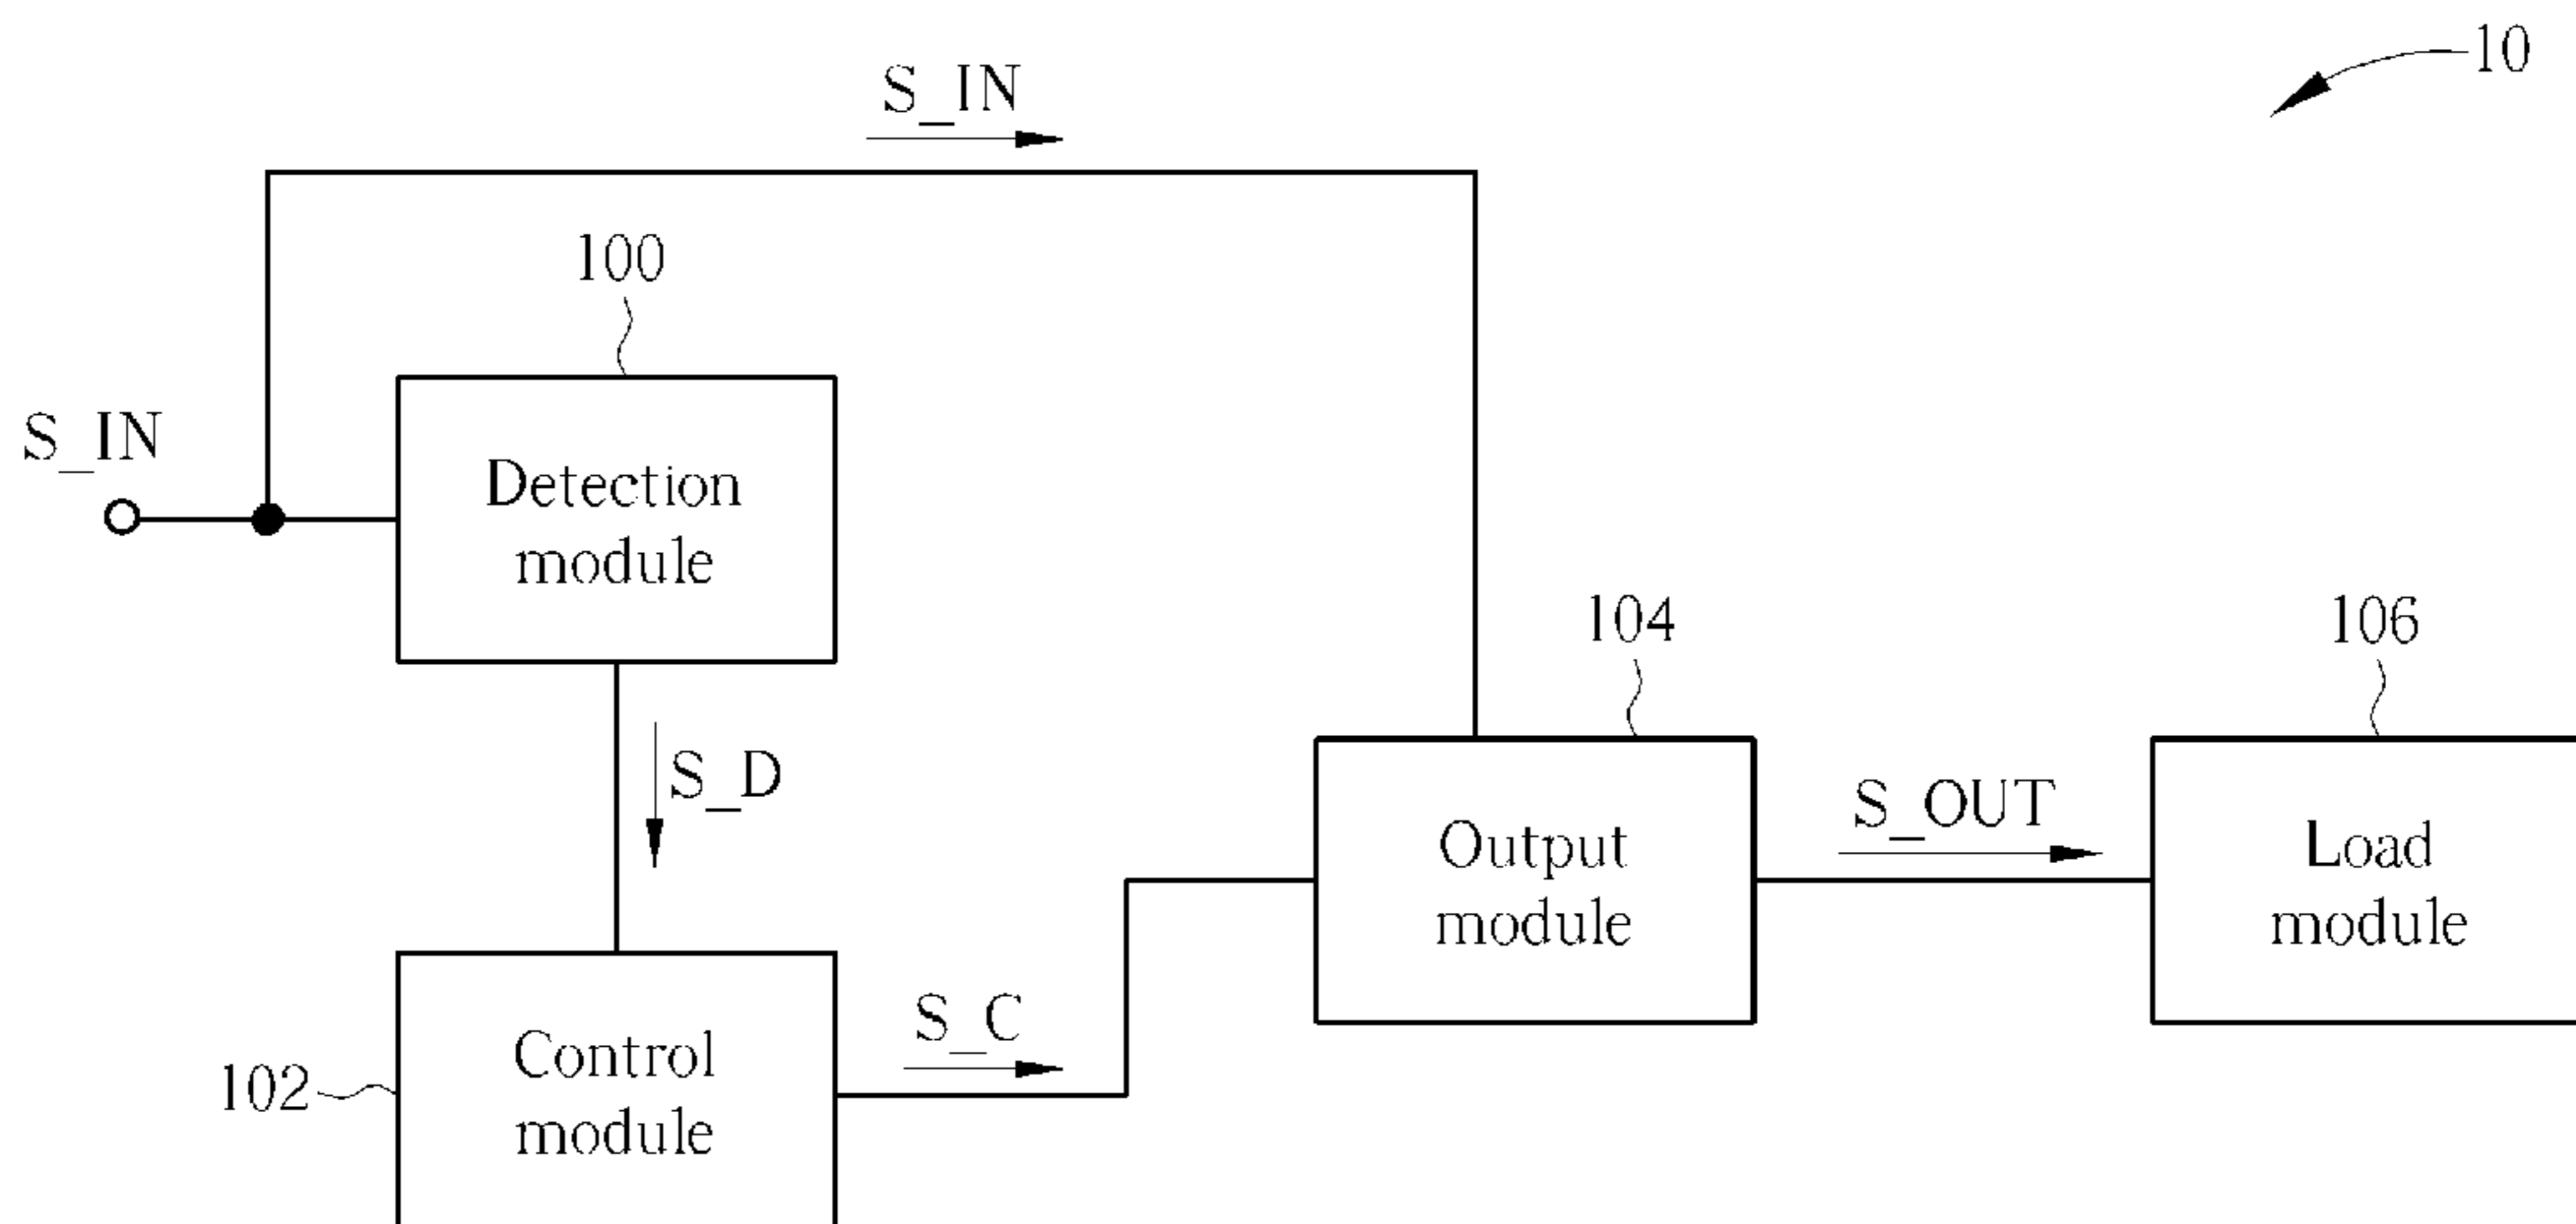 10
S_IN
100
S_IN
Detection
module
104
106
S_D
S_OUT
Output
module
Load
module
S_C
Control
module
102